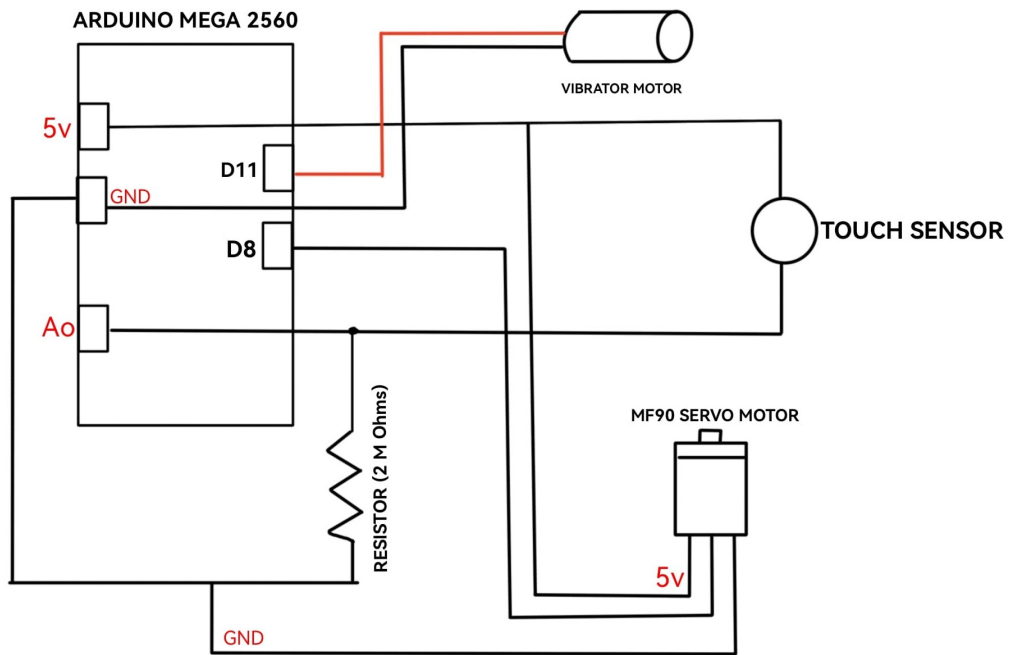 ARDUINO MEGA 2560
VIBRATOR MOTOR
5v
D11
GND
TOUCH SENSOR
D8
Ao
RESISTOR (2 M Ohms)
MF90 SERVO MOTOR
5v
GND